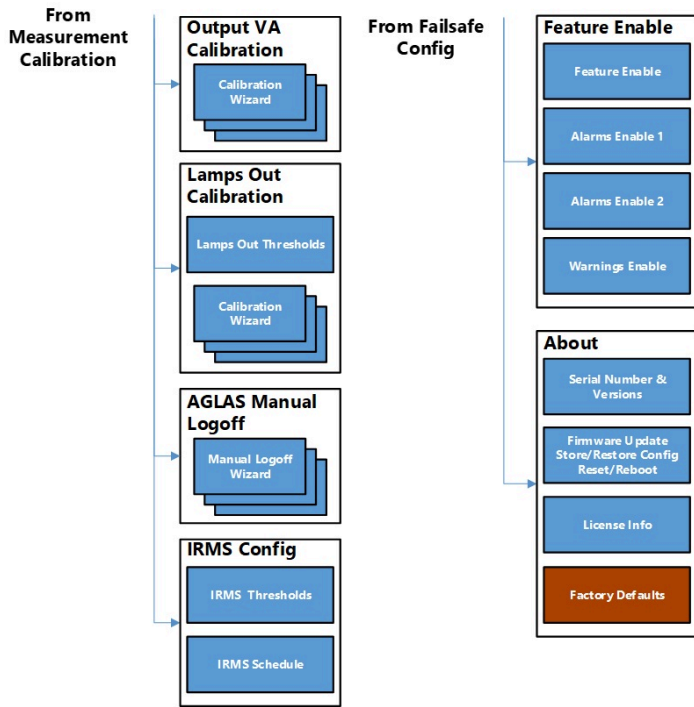 From
Measurement
Calibration
Output VA
Calibration
Calibration
Wizard
Lamps Out
Calibration
Lamps Out Thresholds
Calibration
Wizard
AGLAS Manual
Logoff
Manual Logoff
Wizard
IRMS Config
IRMS Thresholds
IRMS Schedule
From Failsafe
Config
Feature Enable
Feature Enable
Alarms Enable 1
Alarms Enable 2
Warnings Enable
About
Serial Number &
Versions
Firmware Update
Store/Restore Config
Reset/Reboot
License Info
Factory Defaults